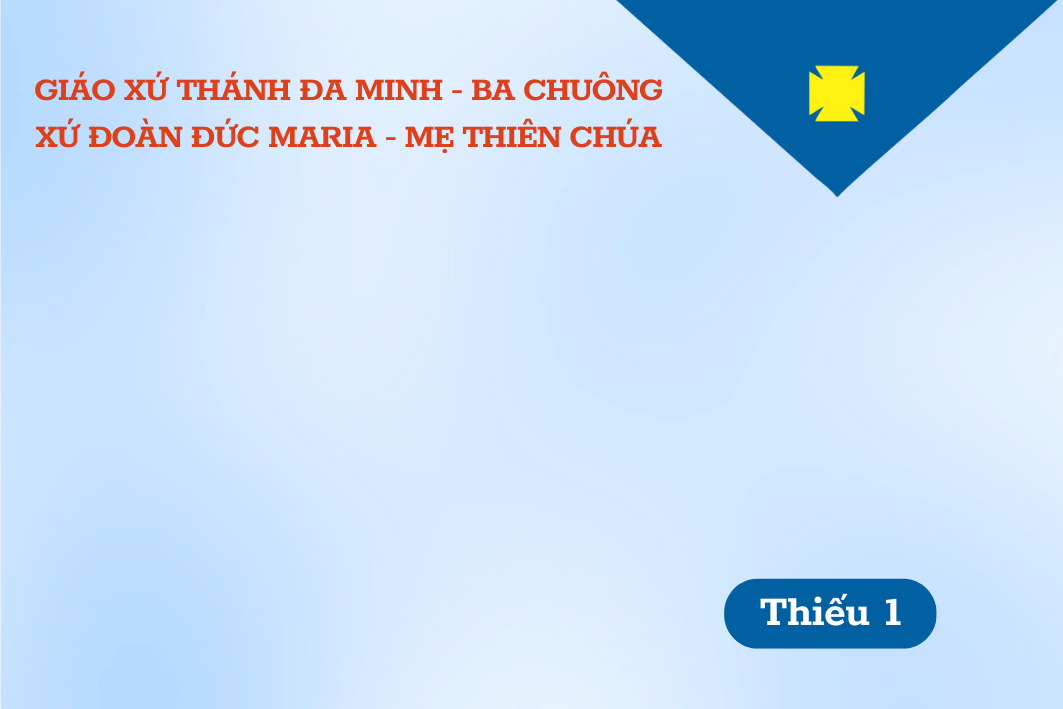 GIÁO XỨ THÁNH ĐA MINH - BA CHUÔNG
XỨ ĐOÀN ĐỨC MARIA - MẸ THIÊN CHÚA
Thiếu 1